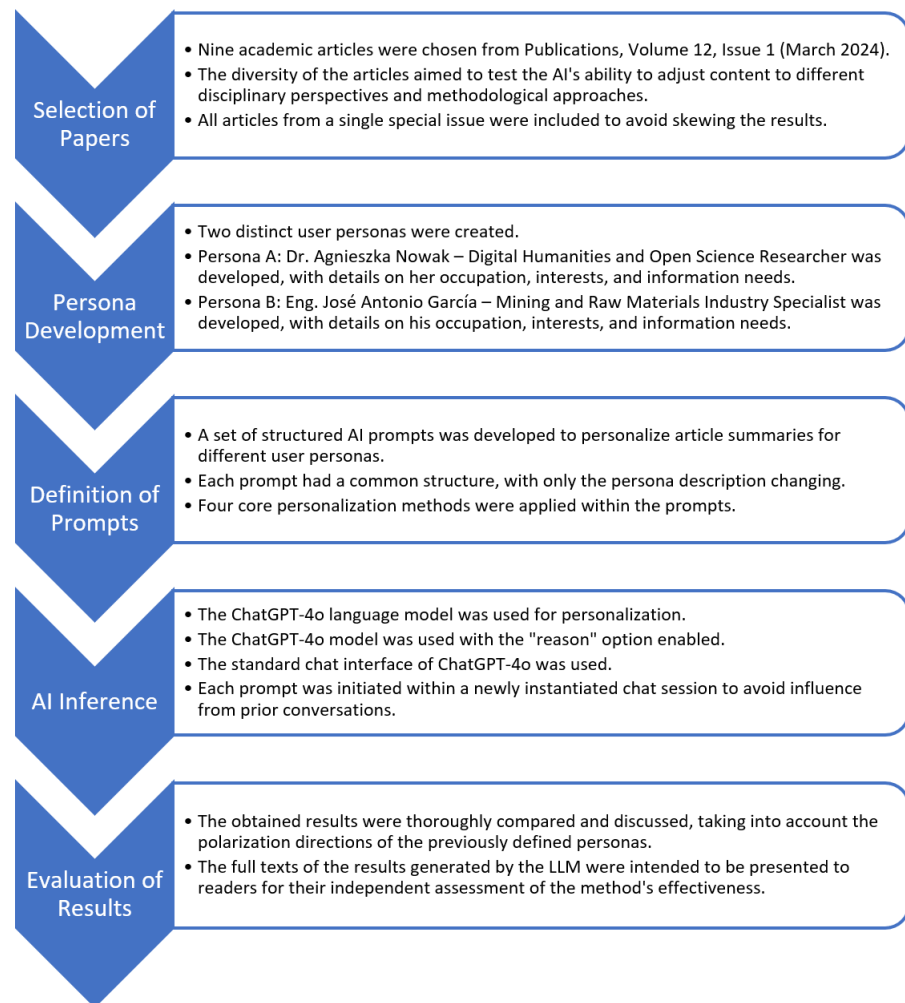 Selection of
Papers
• Nine academic articles were chosen from Publications, Volume 12, Issue 1 (March 2024).
• The diversity of the articles aimed to test the AI's ability to adjust content to different
disciplinary perspectives and methodological approaches.
• All articles from a single special issue were included to avoid skewing the results.
Persona
Development
• Two distinct user personas were created.
• Persona A: Dr. Agnieszka Nowak – Digital Humanities and Open Science Researcher was
developed, with details on her occupation, interests, and information needs.
• Persona B: Eng. José Antonio García – Mining and Raw Materials Industry Specialist was
developed, with details on his occupation, interests, and information needs.
Definition of
Prompts
• A set of structured AI prompts was developed to personalize article summaries for
different user personas.
• Each prompt had a common structure, with only the persona description changing.
• Four core personalization methods were applied within the prompts.
AI Inference
• The ChatGPT-4o language model was used for personalization.
• The ChatGPT-4o model was used with the "reason" option enabled.
• The standard chat interface of ChatGPT-4o was used.
• Each prompt was initiated within a newly instantiated chat session to avoid influence
from prior conversations.
Evaluation of
Results
• The obtained results were thoroughly compared and discussed, taking into account the
polarization directions of the previously defined personas.
• The full texts of the results generated by the LLM were intended to be presented to
readers for their independent assessment of the method's effectiveness.